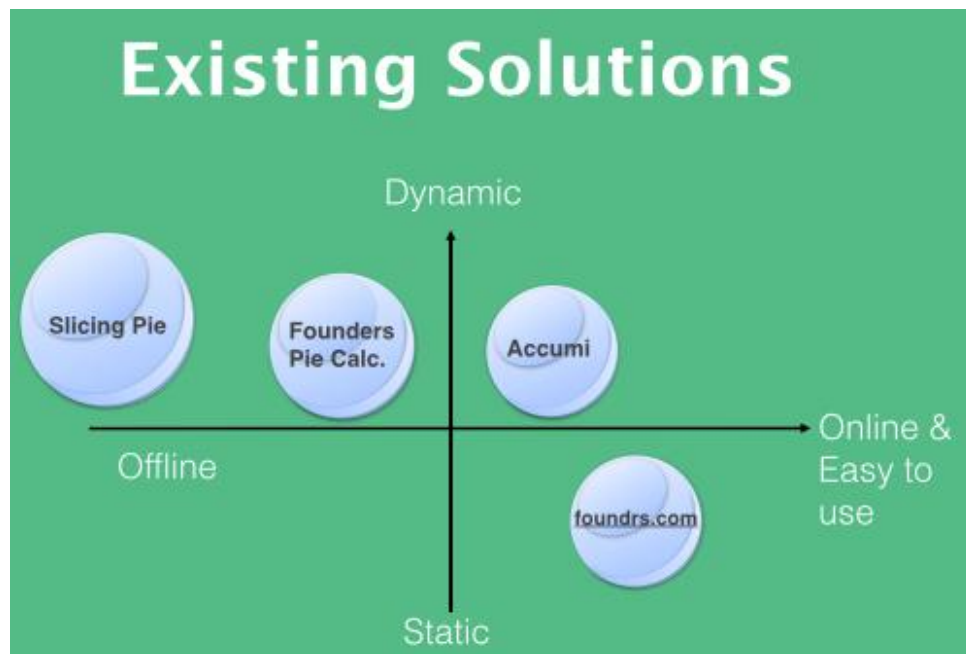 Existing Solutions
Dynamic
Slicing Pie
Founders
Pie Calc.
Accumi
Offline
Online &
Easy to
use
foundrs.com
Static